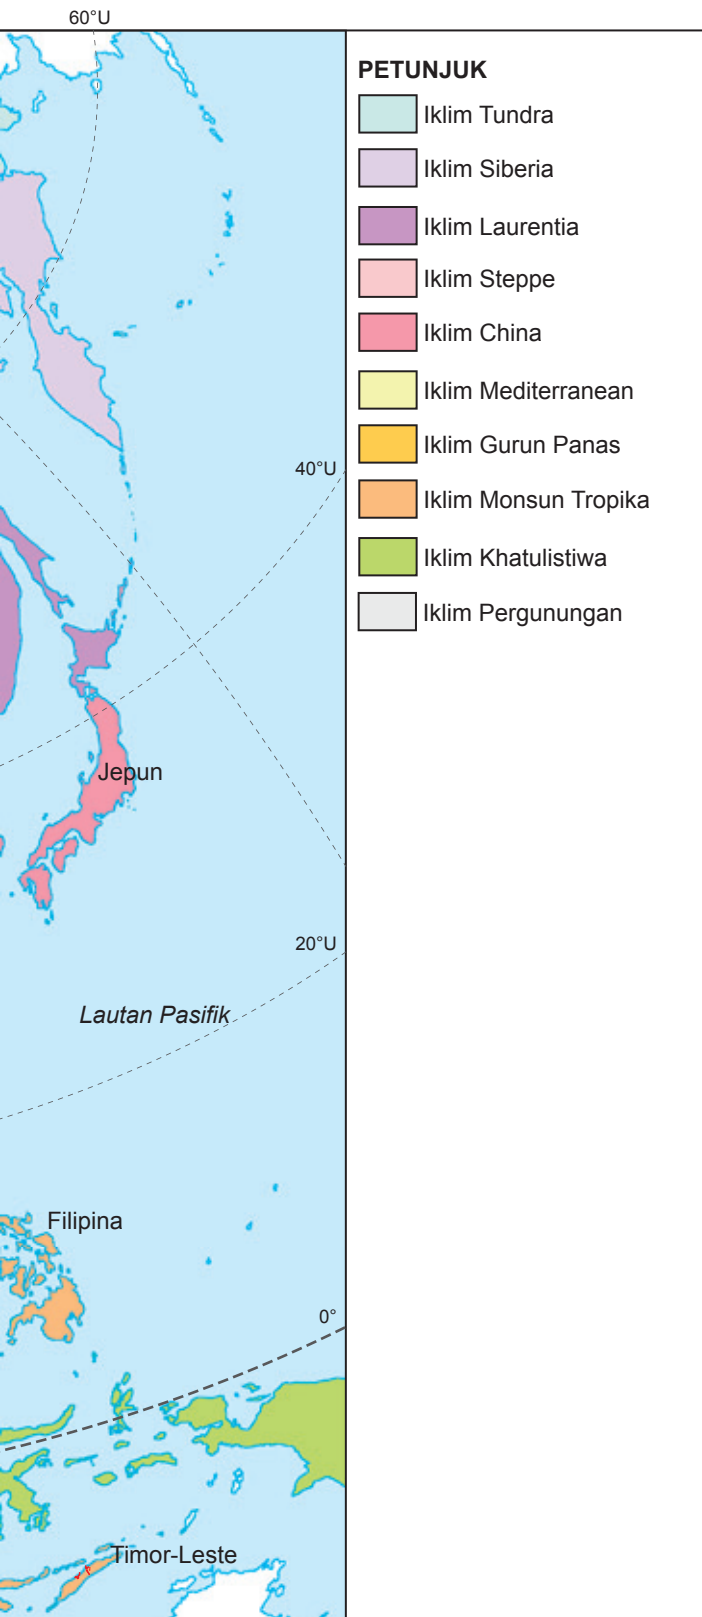 60°U
PETUNJUK
Iklim Tundra
Iklim Siberia
Iklim Laurentia
Iklim Steppe
Iklim China
Iklim Mediterranean
Iklim Gurun Panas
Iklim Monsun Tropika
Iklim Khatulistiwa
Iklim Pergunungan
40°U
Jepun
20°U
Lautan Pasifik
Filipina
0°
Timor-Leste